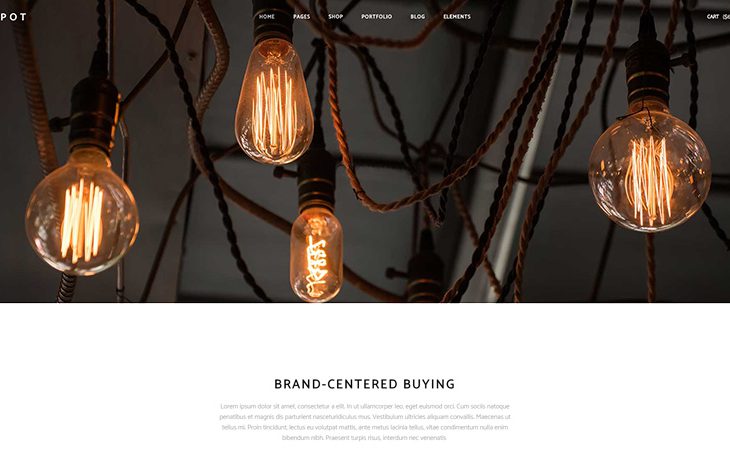 POT
HOME PAGES SHOP PORTFOLIO BLOG ELEMENTS
CART ($
BRAND-CENTERED BUYING
Lorem ipsum dolor sit amet, consectetur a elit. In ut ullamcorper leo, eget euismod orci. Cum sociis natoque
penatibus et magnis dis parturient nasceturidiculus mus. Vestibulum ultricies aliquam convallis. Maecenas ut
tellus mi. Proin tincidunt, lectus eu volutpat mattis, ante metus lacinia tellus, vitae condimentum nulla enim
bibendum nibh. Praesent turpis risus, interdum nec venenatis